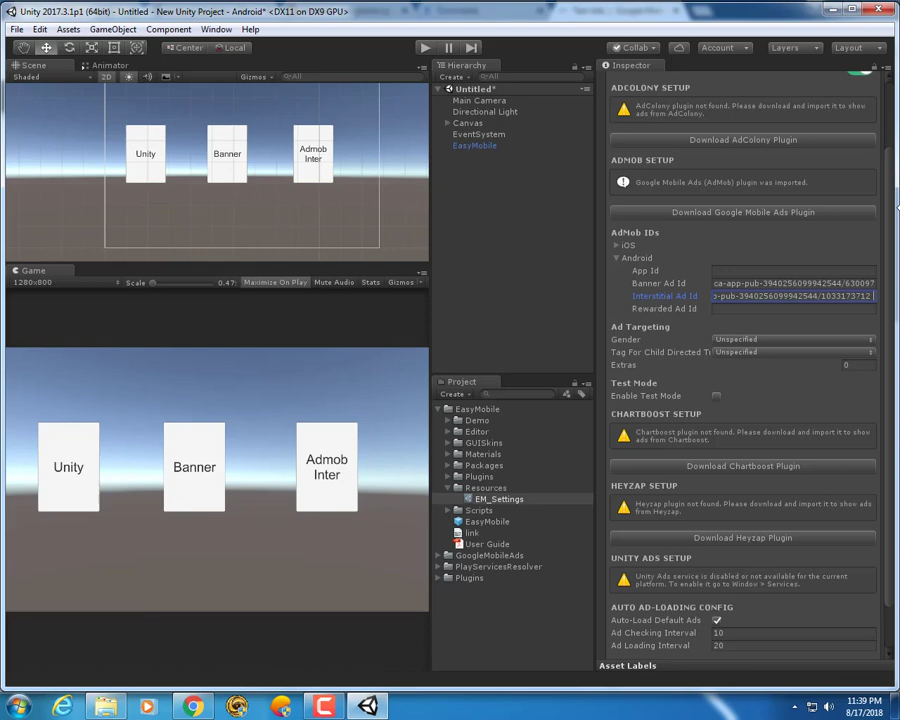 Unity 2017.3.1p1 (64bit) - Untitled - New Unity Project - Android* <DX11 on DX9 GPU>
File Edit Assets GameObject Component Window Help
Center Local Collab Account Layers Layout
Scene Animator
Shaded 2D Gizmos All
Unity
Banner
Admob
Inter
Game
1280x800 Scale 0.47: Maximize On Play Mute Audio Stats Gizmos
Unity
Banner
Admob
Inter
Hierarchy
Create All
Untitled*
Main Camera
Directional Light
Canvas
EventSystem
EasyMobile
Project
Create
EasyMobile
Demo
Editor
GUISkins
Materials
Packages
Plugins
Resources
EM_Settings
Scripts
EasyMobile
link
User Guide
GoogleMobileAds
PlayServicesResolver
Plugins
Inspector
ADCOLONY SETUP
AdColony plugin not found. Please download and import it to show
ads from AdColony.
Download AdColony Plugin
ADMOB SETUP
Google Mobile Ads (AdMob) plugin was imported.
Download Google Mobile Ads Plugin
AdMob IDs
iOS
Android
App Id
Banner Ad Id ca-app-pub-3940256099942544/630097
Interstitial Ad Id -pub-3940256099942544/1033173712
Rewarded Ad Id
Ad Targeting
Gender Unspecified
Tag For Child Directed Tr Unspecified
Extras 0
Test Mode
Enable Test Mode
CHARTBOOST SETUP
Chartboost plugin not found. Please download and import it to show
ads from Chartboost.
Download Chartboost Plugin
HEYZAP SETUP
Heyzap plugin not found. Please download and import it to show ads
from Heyzap.
Download Heyzap Plugin
UNITY ADS SETUP
Unity Ads service is disabled or not available for the current
platform. To enable it go to Window > Services.
AUTO AD-LOADING CONFIG
Auto-Load Default Ads
Ad Checking Interval 10
Ad Loading Interval 20
Asset Labels
11:39 PM
8/17/2018